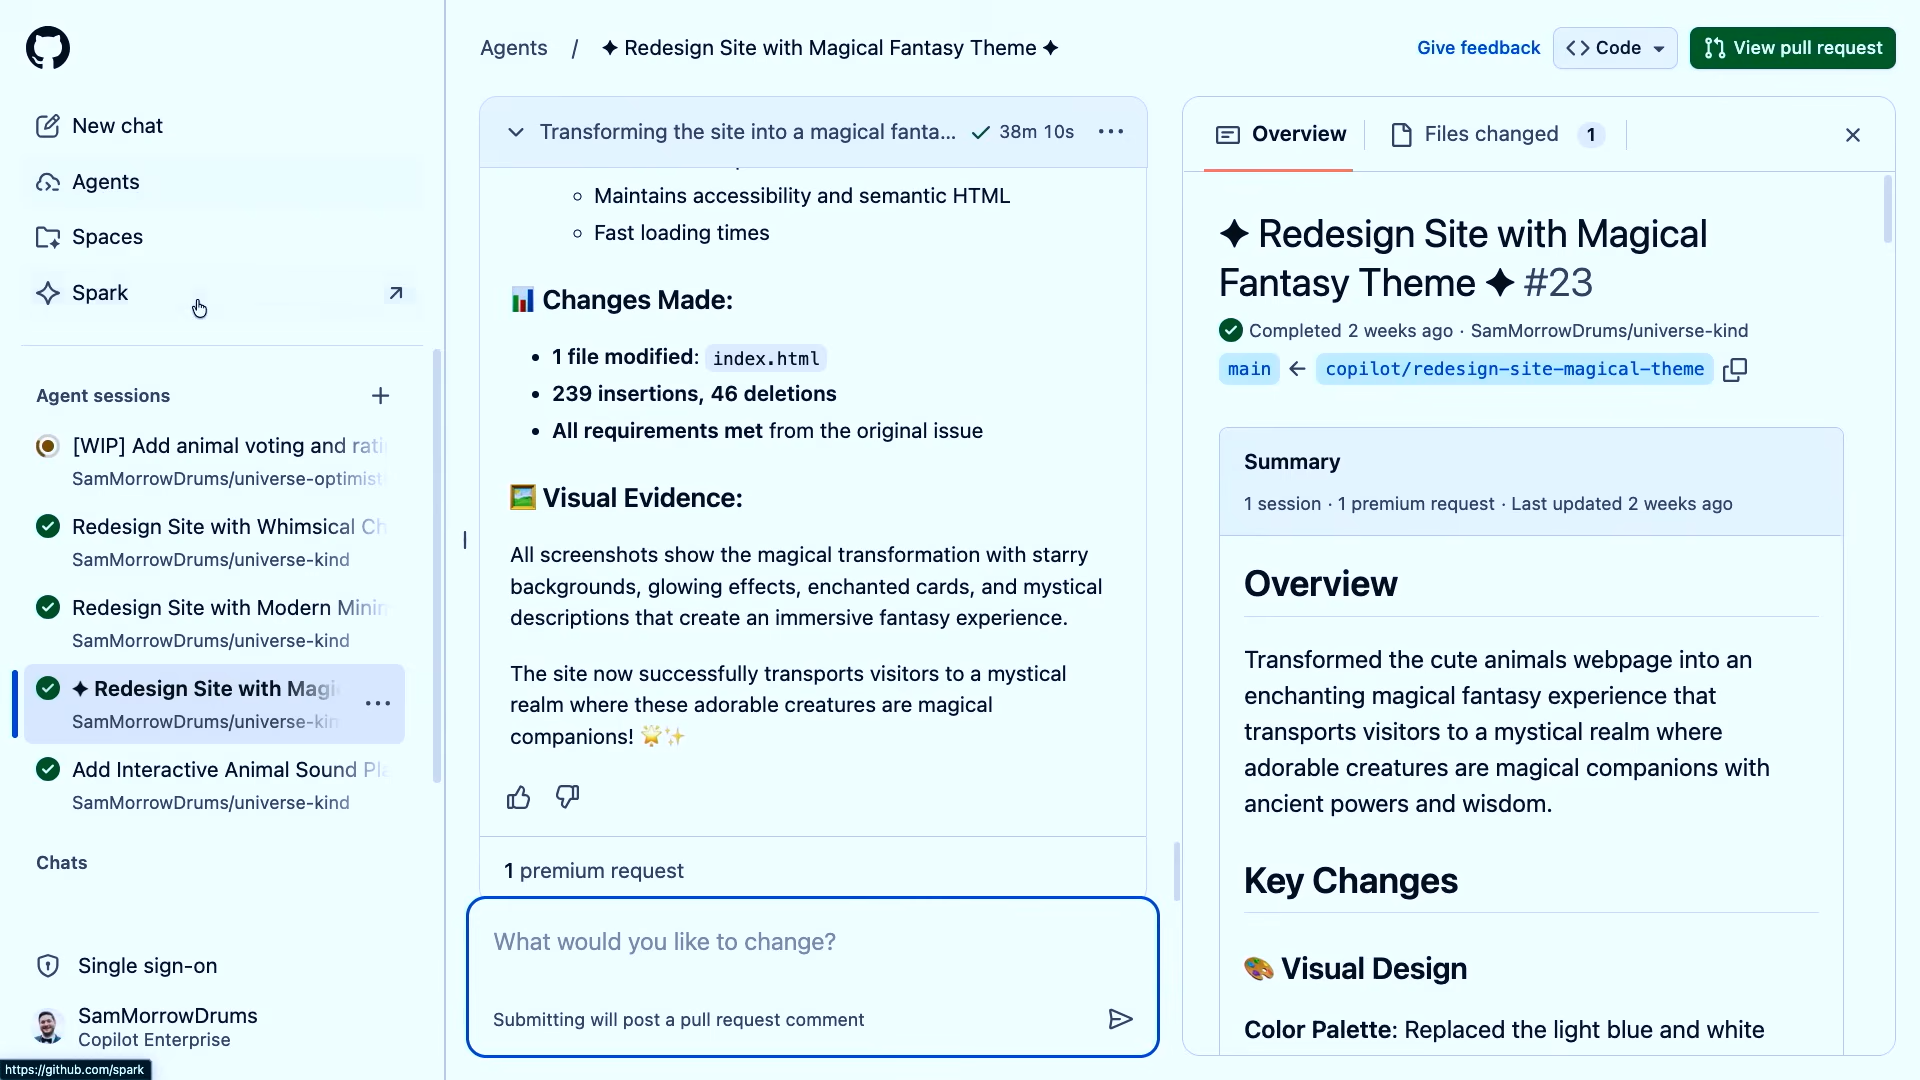 New chat
Agents
Spaces
Spark
Agent sessions
[WIP] Add animal voting and rati
SamMorrowDrums/universe-optimist
Redesign Site with Whimsical Ch
SamMorrowDrums/universe-kind
Redesign Site with Modern Minim
SamMorrowDrums/universe-kind
✦ Redesign Site with Magi
SamMorrowDrums/universe-kin
Add Interactive Animal Sound Pla
SamMorrowDrums/universe-kind
Chats
Single sign-on
SamMorrowDrums
Copilot Enterprise
https://github.com/spark
Agents / ✦ Redesign Site with Magical Fantasy Theme ✦
Give feedback
Code
View pull request
Transforming the site into a magical fanta... 38m 10s
Maintains accessibility and semantic HTML
Fast loading times
📊 Changes Made:
1 file modified: index.html
239 insertions, 46 deletions
All requirements met from the original issue
🖼️ Visual Evidence:
All screenshots show the magical transformation with starry
backgrounds, glowing effects, enchanted cards, and mystical
descriptions that create an immersive fantasy experience.
The site now successfully transports visitors to a mystical
realm where these adorable creatures are magical
companions! 🌟✨
1 premium request
What would you like to change?
Submitting will post a pull request comment
Overview
Files changed 1
✦ Redesign Site with Magical
Fantasy Theme ✦ #23
Completed 2 weeks ago · SamMorrowDrums/universe-kind
main ← copilot/redesign-site-magical-theme
Summary
1 session · 1 premium request · Last updated 2 weeks ago
Overview
Transformed the cute animals webpage into an
enchanting magical fantasy experience that
transports visitors to a mystical realm where
adorable creatures are magical companions with
ancient powers and wisdom.
Key Changes
🎨 Visual Design
Color Palette: Replaced the light blue and white